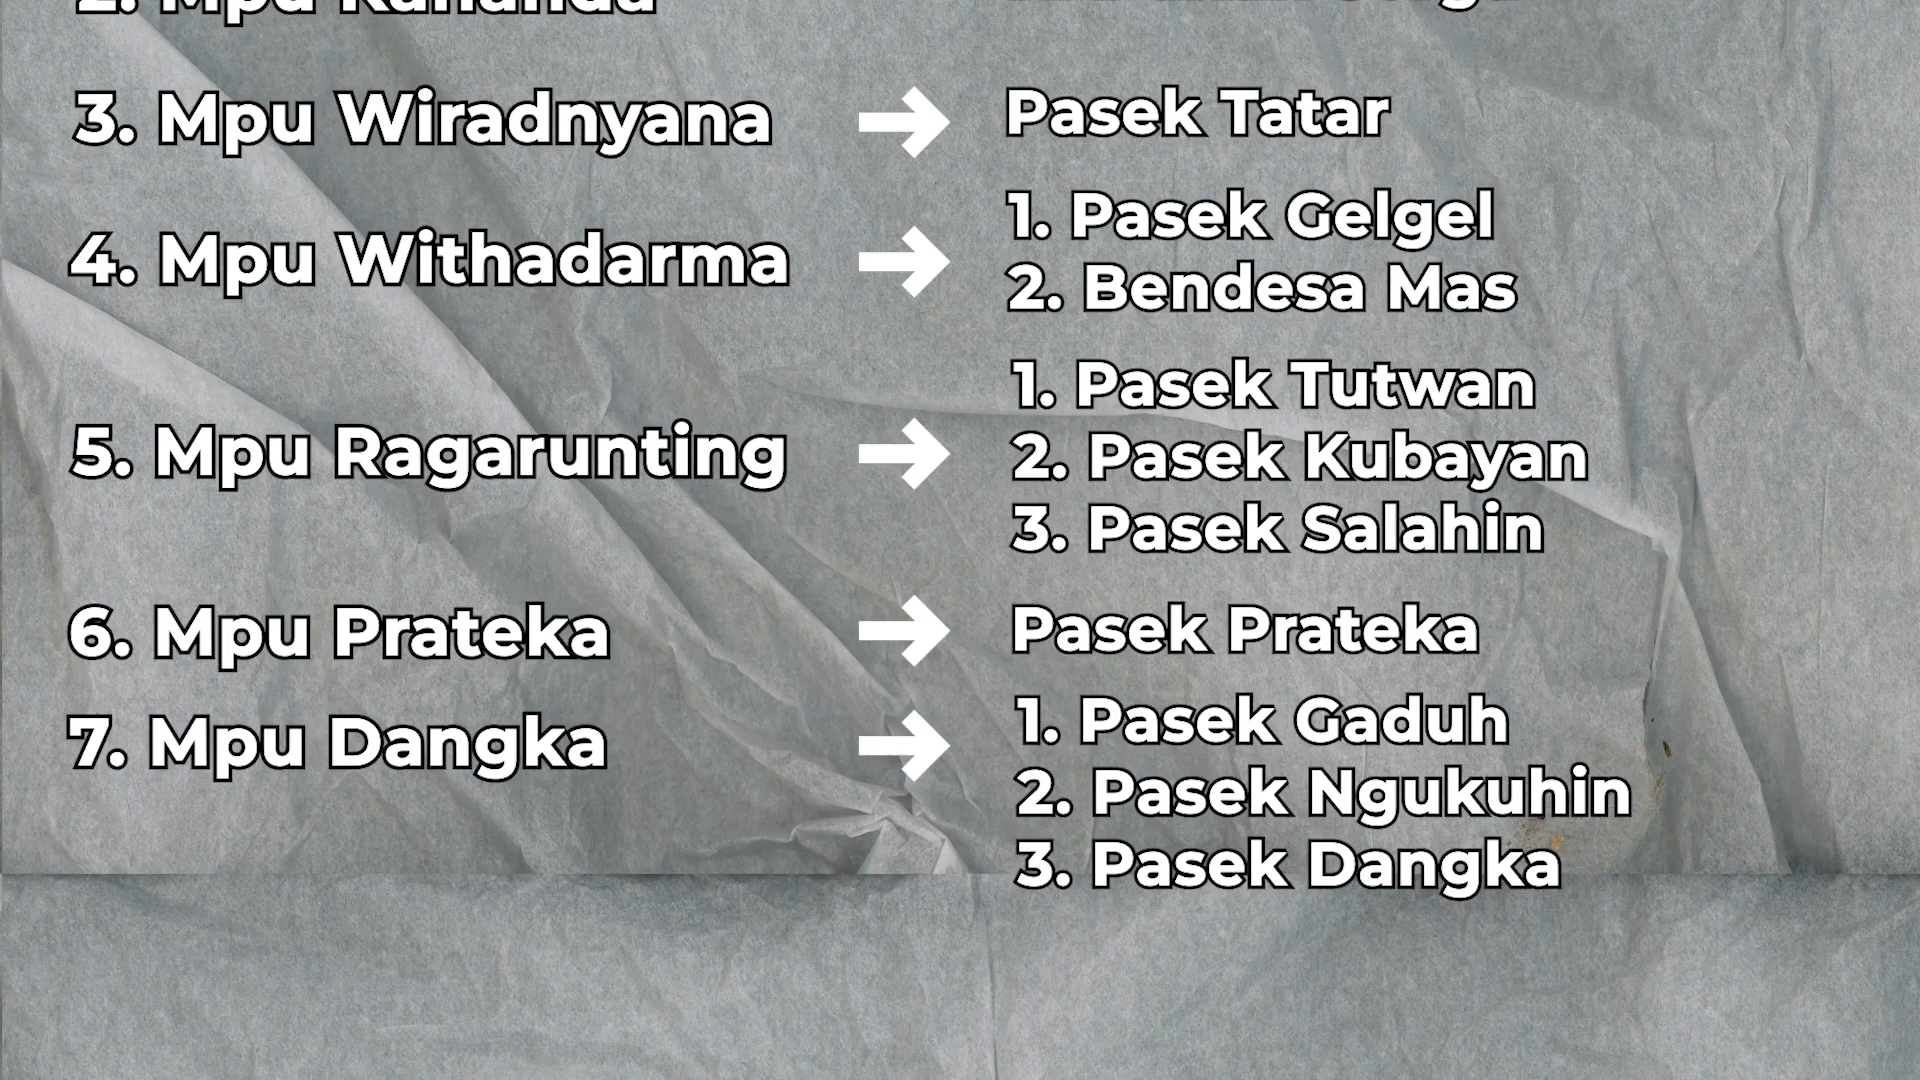 2. Mpu
3. Mpu Wiradnyana → Pasek Tatar
4. Mpu Withadarma → 1. Pasek Gelgel
2. Bendesa Mas
5. Mpu Ragarunting → 1. Pasek Tutwan
2. Pasek Kubayan
3. Pasek Salahin
6. Mpu Prateka → Pasek Prateka
7. Mpu Dangka → 1. Pasek Gaduh
2. Pasek Ngukuhin
3. Pasek Dangka